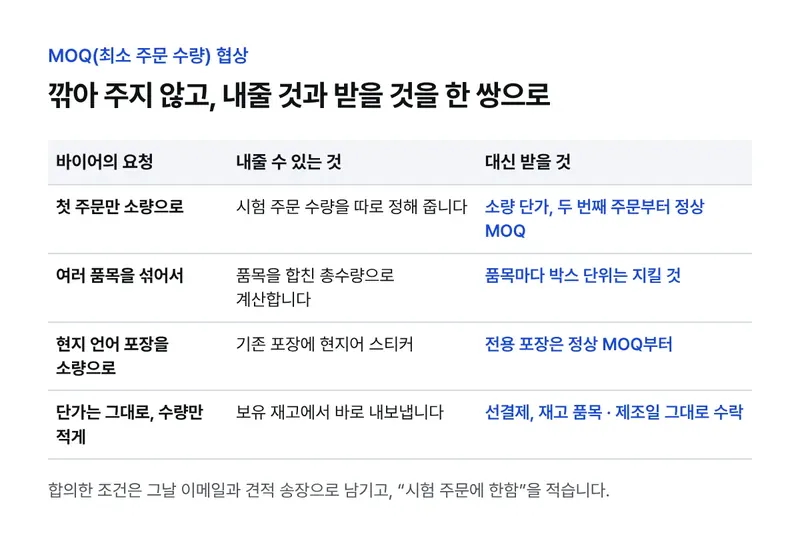 MOQ(최소 주문 수량) 협상
깎아 주지 않고, 내줄 것과 받을 것을 한 쌍으로
바이어의 요청
내줄 수 있는 것
대신 받을 것
첫 주문만 소량으로
시험 주문 수량을 따로 정해 줍니다
소량 단가, 두 번째 주문부터 정상
MOQ
여러 품목을 섞어서
품목을 합친 총수량으로
계산합니다
품목마다 박스 단위는 지킬 것
현지 언어 포장을
소량으로
기존 포장에 현지어 스티커
전용 포장은 정상 MOQ부터
단가는 그대로, 수량만
적게
보유 재고에서 바로 내보냅니다
선결제, 재고 품목 · 제조일 그대로 수락
합의한 조건은 그날 이메일과 견적 송장으로 남기고, “시험 주문에 한함”을 적습니다.